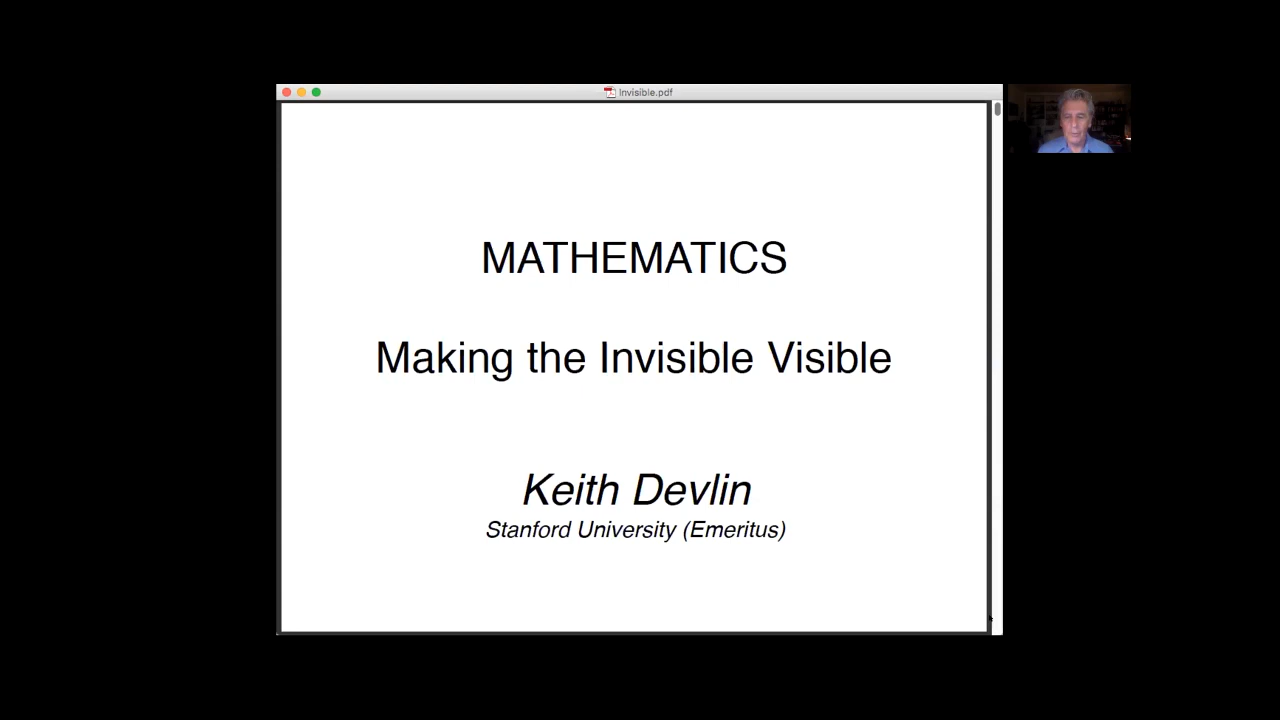 Invisible.pdf
MATHEMATICS
Making the Invisible Visible
Keith Devlin
Stanford University (Emeritus)